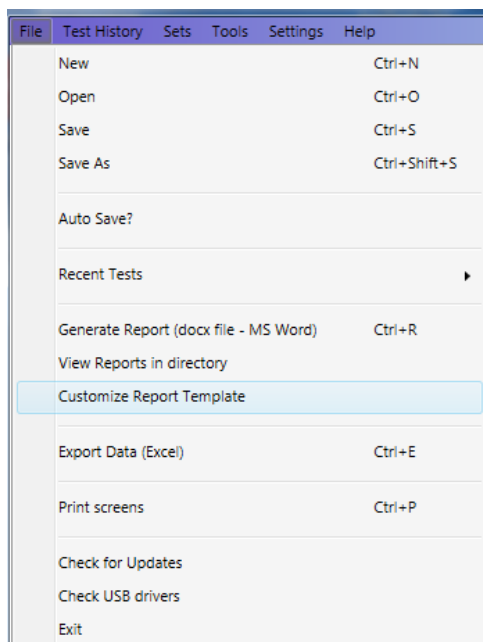 File Test History Sets Tools Settings Help
New Ctrl+N
Open Ctrl+O
Save Ctrl+S
Save As Ctrl+Shift+S
Auto Save?
Recent Tests
Generate Report (docx file - MS Word) Ctrl+R
View Reports in directory
Customize Report Template
Export Data (Excel) Ctrl+E
Print screens Ctrl+P
Check for Updates
Check USB drivers
Exit